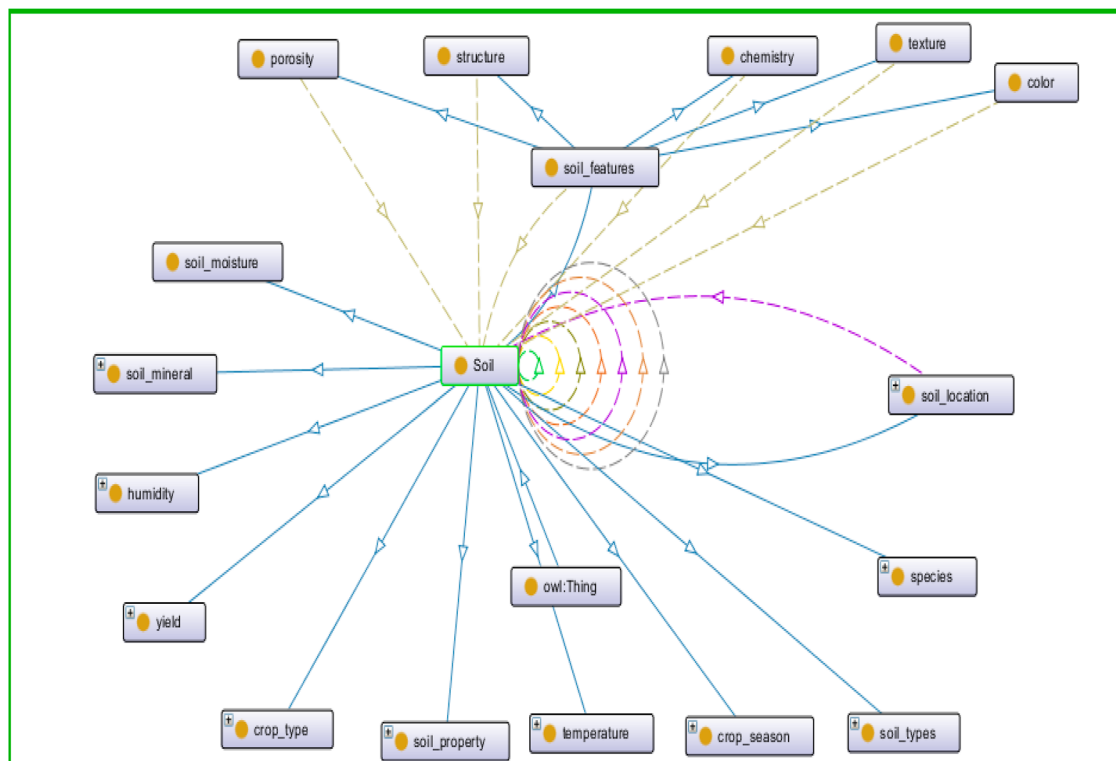 porosity
structure
chemistry
texture
color
soil_features
soil_moisture
Soil
soil_mineral
soil_location
humidity
species
owl:Thing
yield
crop_type
soil_property
temperature
crop_season
soil_types